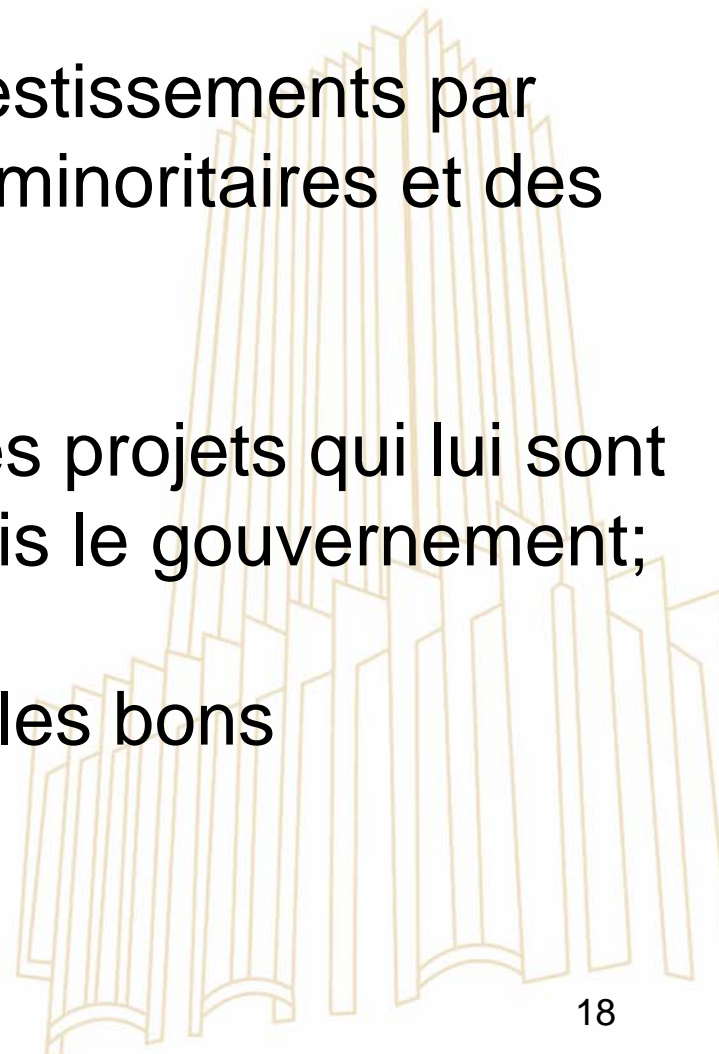 estissements par
minoritaires et des
es projets qui lui sont
is le gouvernement;
les bons
18